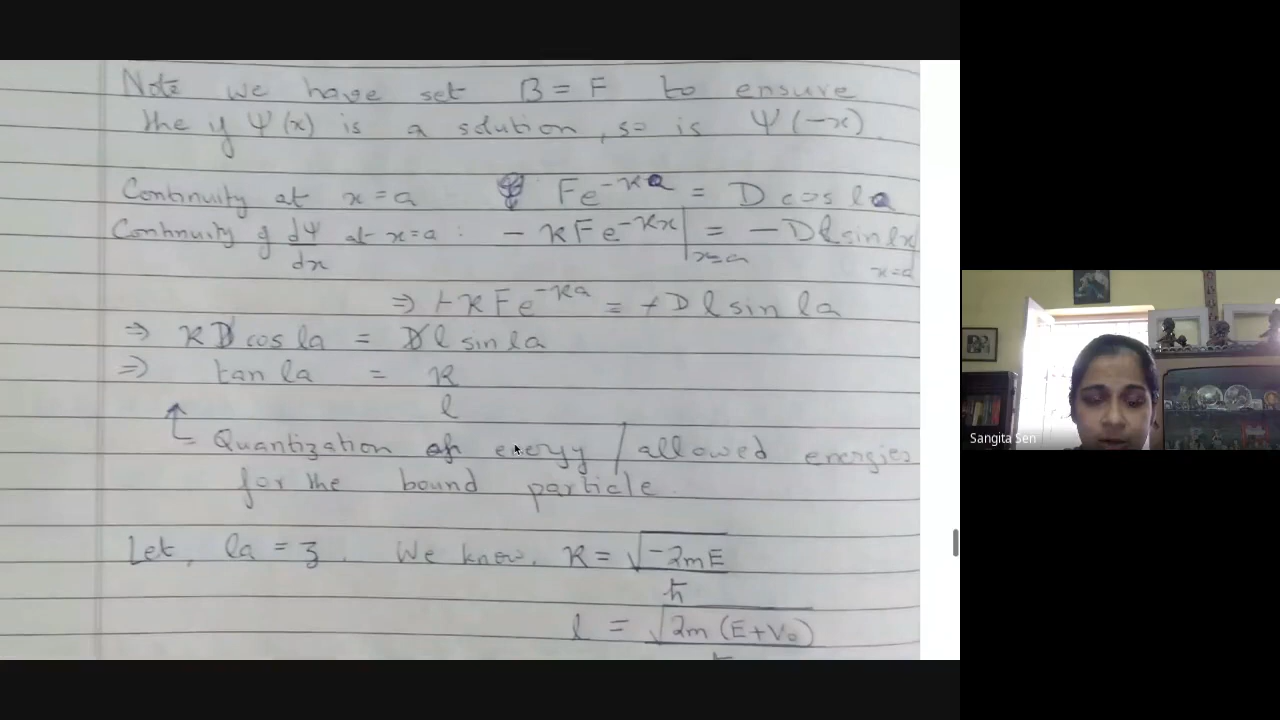 Note we have set B = F to ensure
the if Ψ(x) is a solution, so is Ψ(-x)
Continuity at x = a Fe^{-κa} = D cos la
Continuity of dΨ/dx at x=a : - κFe^{-κx}|_{x=a} = -Dl sin lx|_{x=a}
⇒ +κFe^{-κa} = +Dl sin la
⇒ κD cos la = Dl sin la
⇒ tan la = κ/l
Quantization of energy / allowed energies
for the bound particle.
Let, la = z. We know, κ = √(-2mE)/ħ
l = √(2m(E+V₀))
Sangita Sen